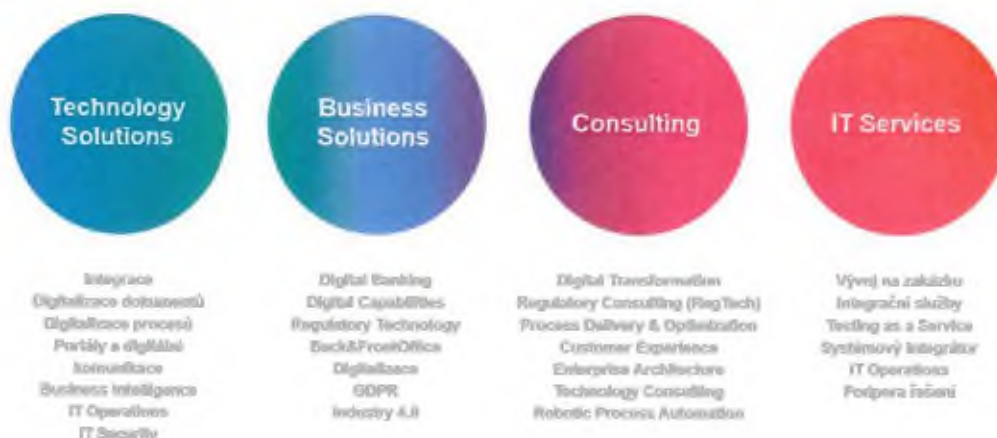 Technology
Solutions
Integrace
Digitalizace dokumentů
Digitalizace procesů
Portály a digitální
komunikace
Business Intelligence
IT Operations
IT Security
Business
Solutions
Digital Banking
Digital Capabilities
Regulatory Technology
Back&FrontOffice
Digitalizace
GDPR
Industry 4.0
Consulting
Digital Transformation
Regulatory Consulting (RegTech)
Process Delivery & Optimization
Customer Experience
Enterprise Architecture
Technology Consulting
Robotic Process Automation
IT Services
Vývoj na zakázku
Integrační služby
Testing as a Service
Systémový Integrátor
IT Operations
Podpora řešení